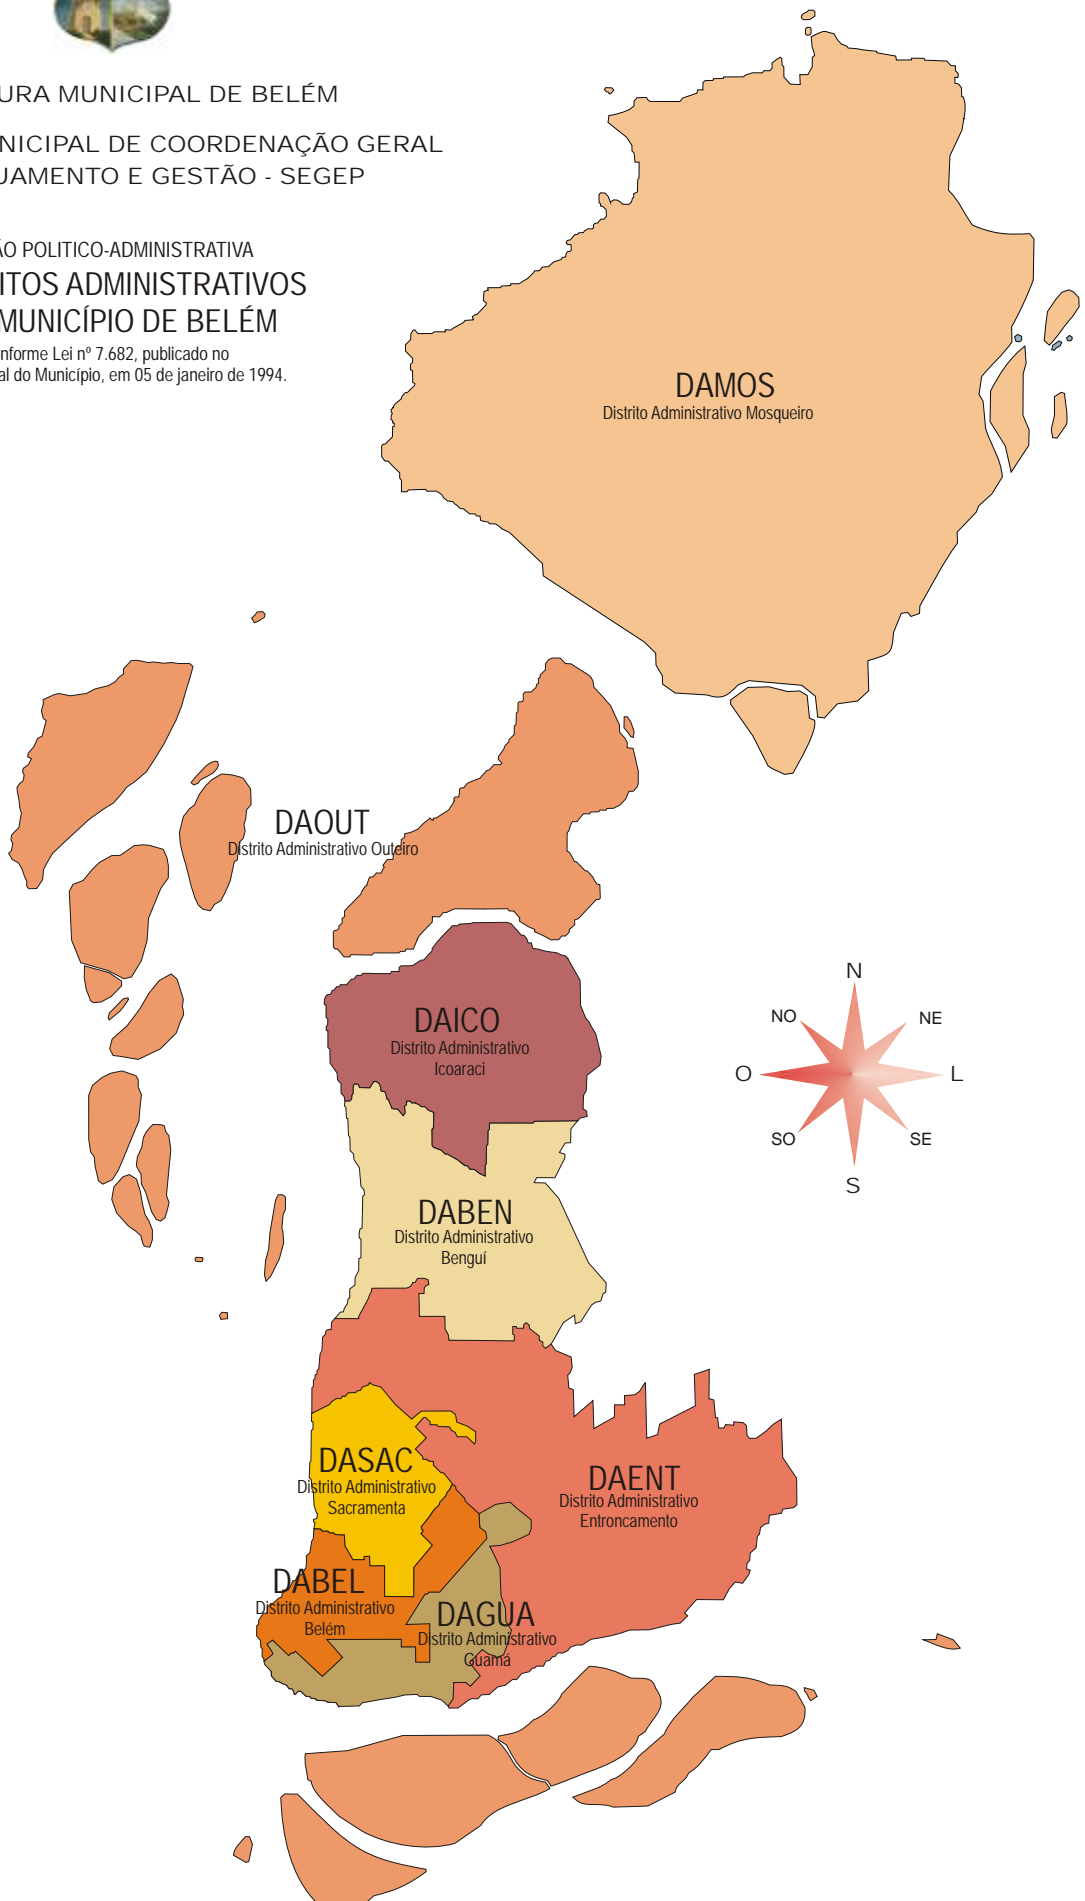 URA MUNICIPAL DE BELÉM
NICIPAL DE COORDENAÇÃO GERAL
JAMENTO E GESTÃO - SEGEP
ÃO POLITICO-ADMINISTRATIVA
ITOS ADMINISTRATIVOS
MUNICÍPIO DE BELÉM
nforme Lei nº 7.682, publicado no
al do Município, em 05 de janeiro de 1994.
DAMOS
Distrito Administrativo Mosqueiro
DAOUT
Distrito Administrativo Outeiro
DAICO
Distrito Administrativo
Icoaraci
N
NO
NE
O
L
SO
SE
S
DABEN
Distrito Administrativo
Benguí
DASAC
Distrito Administrativo
Sacramenta
DAENT
Distrito Administrativo
Entroncamento
DABEL
Distrito Administrativo
Belém
DAGUA
Distrito Administrativo
Guamá